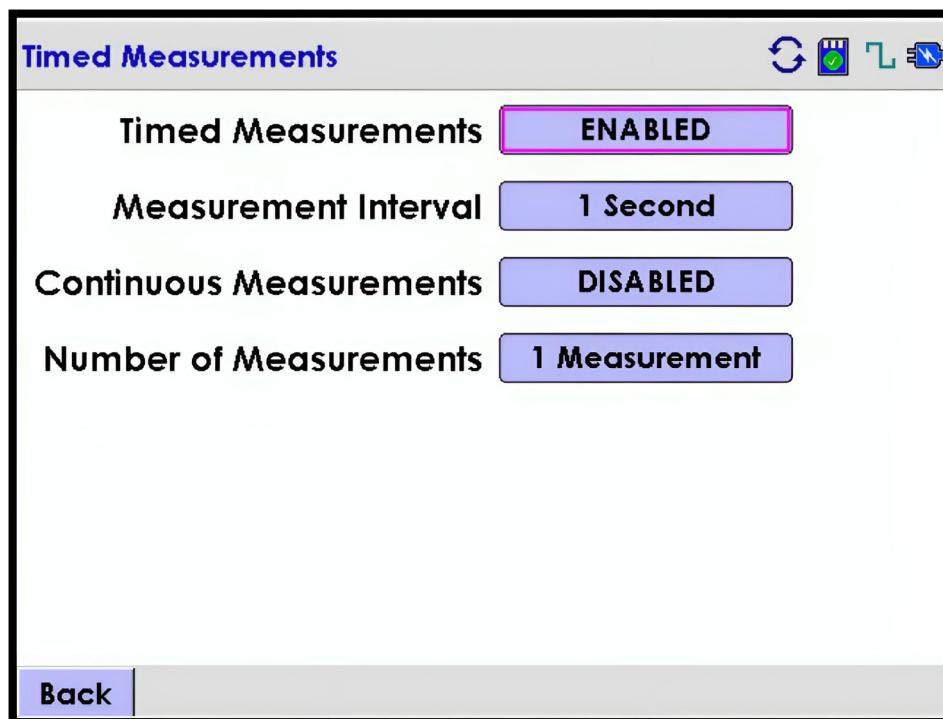 Timed Measurements
Timed Measurements ENABLED
Measurement Interval 1 Second
Continuous Measurements DISABLED
Number of Measurements 1 Measurement
Back